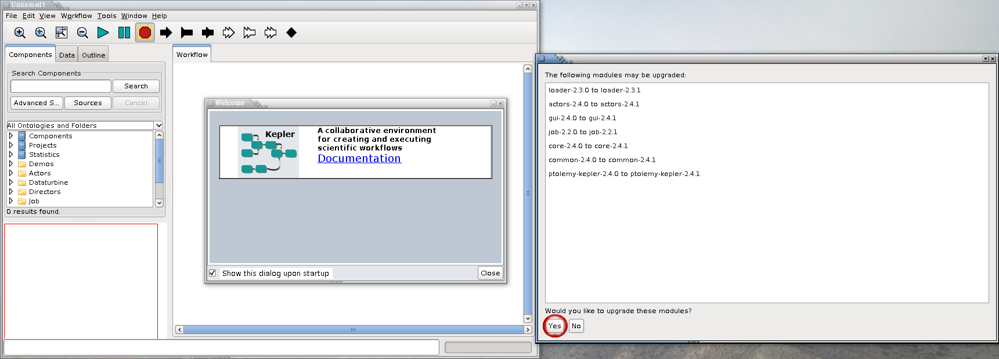 Unnamed1
File Edit View Workflow Tools Window Help
Components Data Outline
Workflow
Search Components
Search
Advanced S... Sources Cancel
All Ontologies and Folders
Components
Projects
Statistics
Demos
Actors
Dataturbine
Directors
Job
0 results found.
Welcome
Kepler
A collaborative environment
for creating and executing
scientific workflows
Documentation
Show this dialog upon startup
Close
The following modules may be upgraded:
loader-2.3.0 to loader-2.3.1
actors-2.4.0 to actors-2.4.1
gui-2.4.0 to gui-2.4.1
job-2.2.0 to job-2.2.1
core-2.4.0 to core-2.4.1
common-2.4.0 to common-2.4.1
ptolemy-kepler-2.4.0 to ptolemy-kepler-2.4.1
Would you like to upgrade these modules?
Yes No